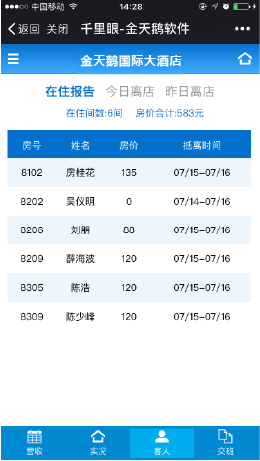 中国移动 14:28
返回 关闭 千里眼-金天鹅软件
金天鹅国际大酒店
在住报告 今日离店 昨日离店
在住间数:6间 房价合计:583元
房号 姓名 房价 抵离时间
8102 房桂花 135 07/15-07/16
8202 吴仪明 0 07/14-07/16
8206 刘朋 88 07/15-07/16
8209 薛海波 120 07/15-07/16
8305 陈浩 120 07/15-07/16
8309 陈少峰 120 07/15-07/16
营收 实况 客人 交班